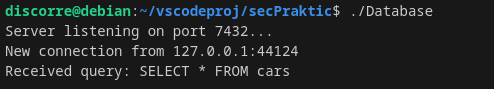 discorre@debian:~/vscodeproj/secPraktic$ ./Database
Server listening on port 7432...
New connection from 127.0.0.1:44124
Received query: SELECT * FROM cars